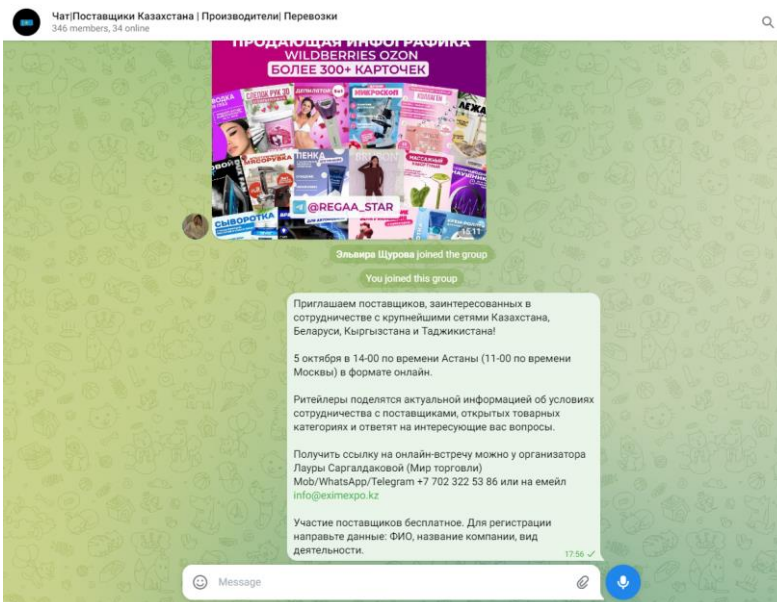 Чат|Поставщики Казахстана | Производители| Перевозки
346 members, 34 online
ПРОДАЮЩАЯ ИНФОГРАФИКА
WILDBERRIES OZON
БОЛЕЕ 300+ КАРТОЧЕК
МИКРОСКОП
КОЛЛАГЕН
ПЕНКА
МАССАЖНЫЙ
СЫВОРОТКА
@REGAA_STAR
15:11
Эльвира Щурова joined the group
You joined this group
Приглашаем поставщиков, заинтересованных в
сотрудничестве с крупнейшими сетями Казахстана,
Беларуси, Кыргызстана и Таджикистана!
5 октября в 14-00 по времени Астаны (11-00 по времени
Москвы) в формате онлайн.
Ритейлеры поделятся актуальной информацией об условиях
сотрудничества с поставщиками, открытых товарных
категориях и ответят на интересующие вас вопросы.
Получить ссылку на онлайн-встречу можно у организатора
Лауры Саргалдаковой (Мир торговли)
Mob/WhatsApp/Telegram +7 702 322 53 86 или на емейл
info@eximexpo.kz
Участие поставщиков бесплатное. Для регистрации
направьте данные: ФИО, название компании, вид
деятельности.
17:56
Message